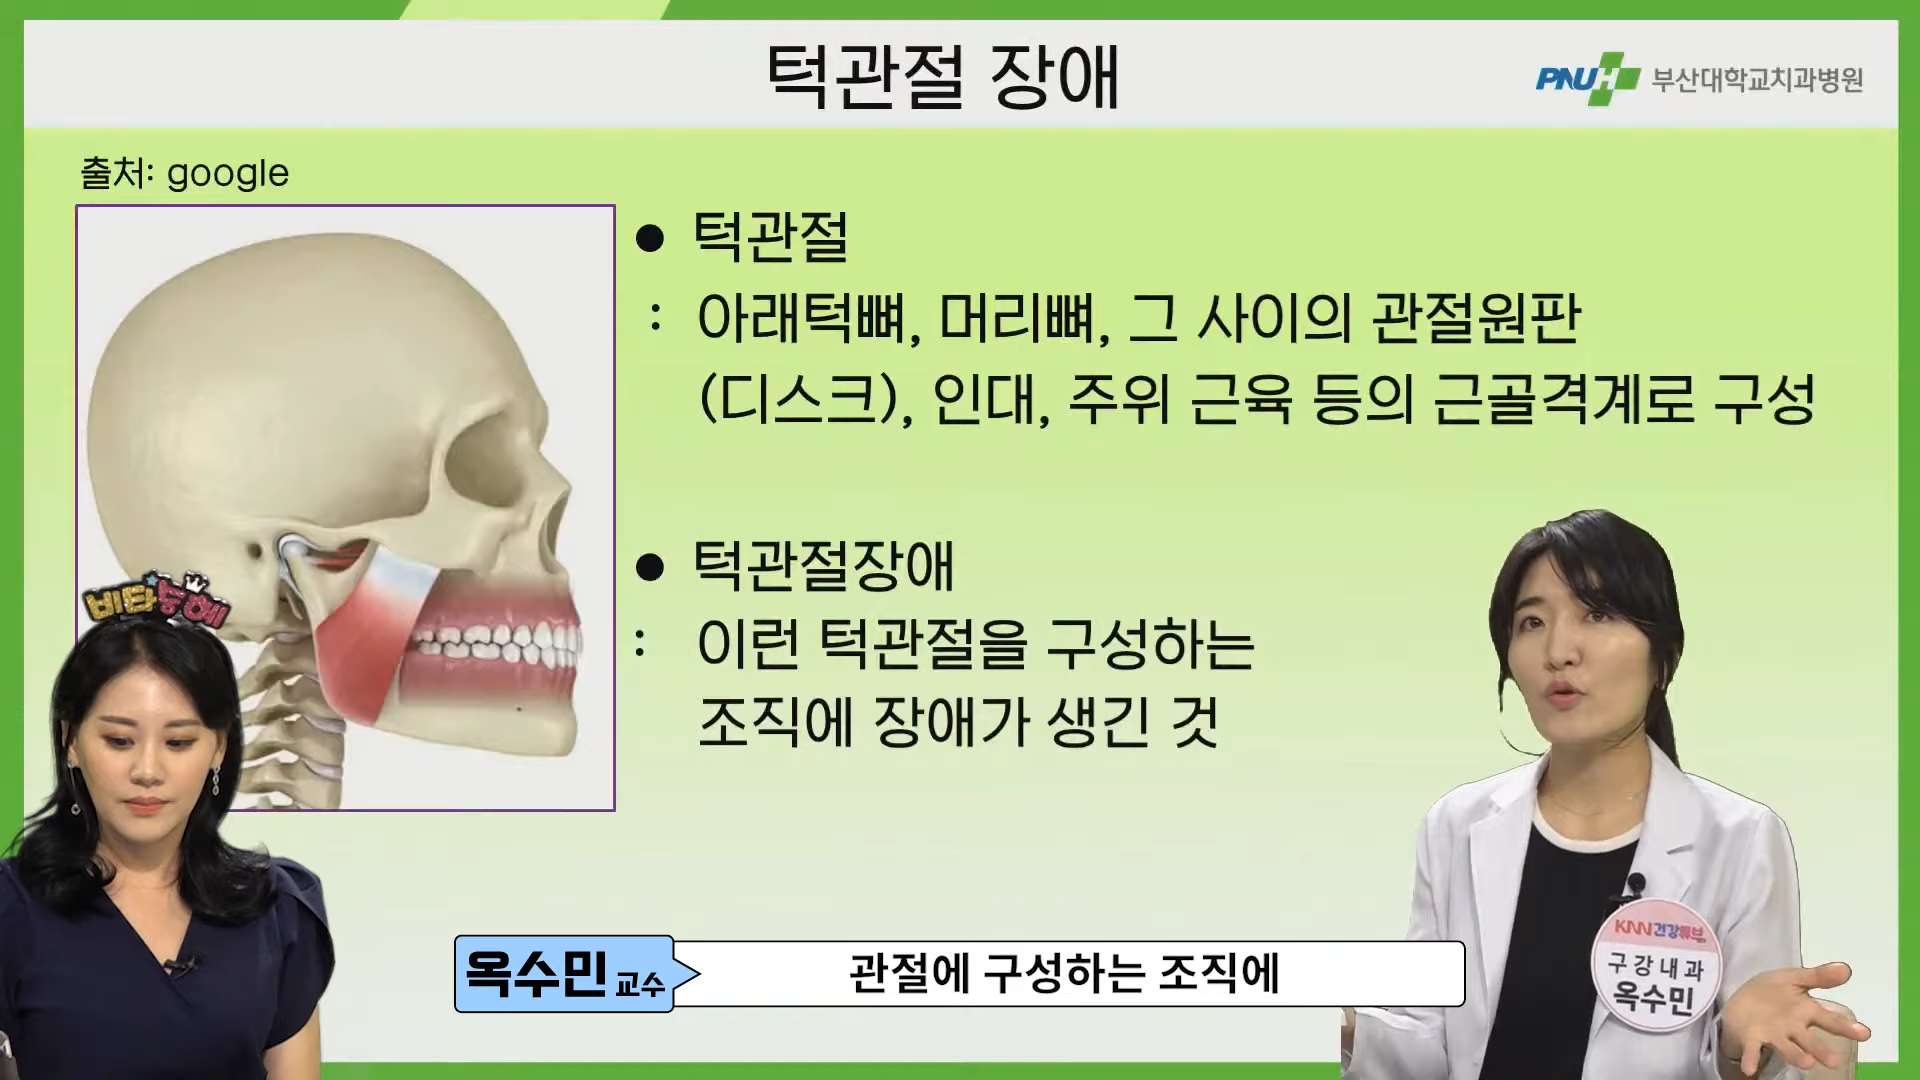 턱관절 장애
PNUH 부산대학교치과병원
출처: google
● 턱관절
: 아래턱뼈, 머리뼈, 그 사이의 관절원판
(디스크), 인대, 주위 근육 등의 근골격계로 구성
● 턱관절장애
: 이런 턱관절을 구성하는
조직에 장애가 생긴 것
비타동혜
KNN건강튜브
구강내과
옥수민
옥수민 교수
관절에 구성하는 조직에